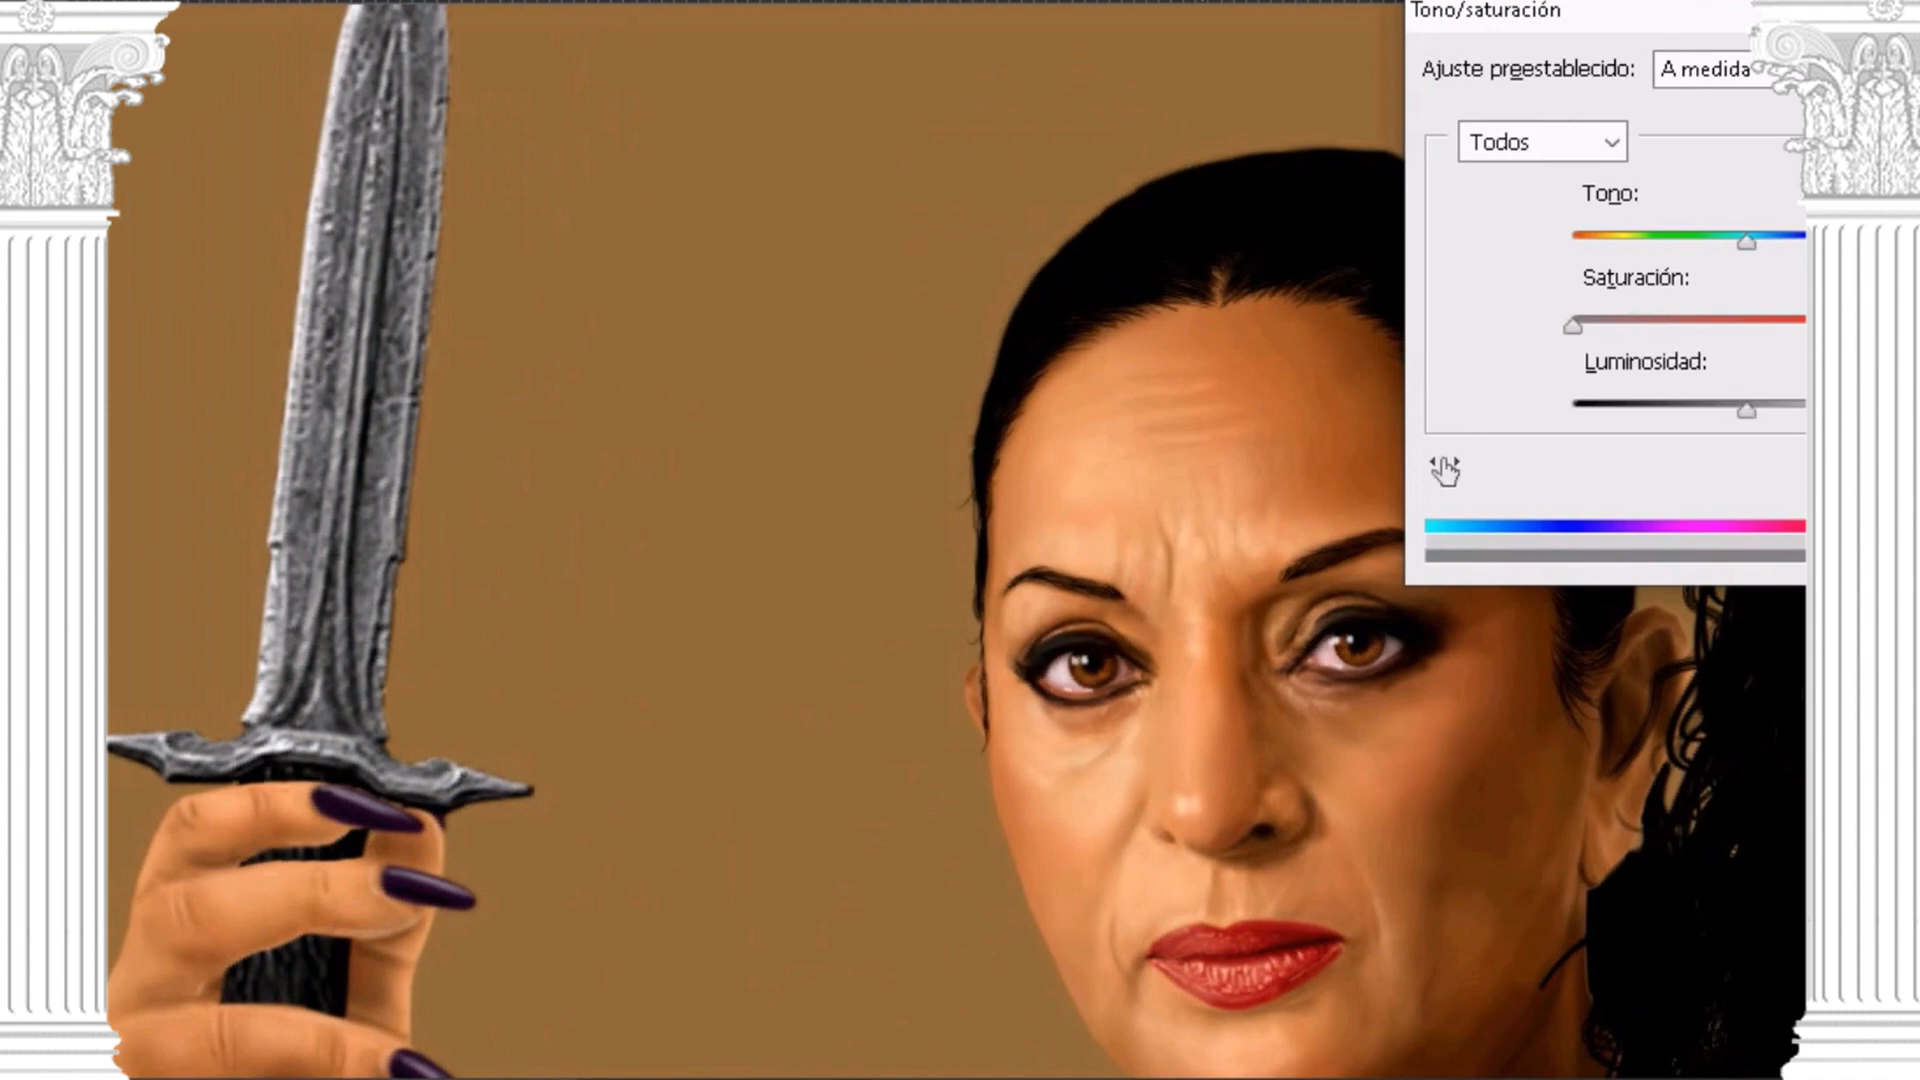 Tono/saturación
Ajuste preestablecido: A medida
Todos
Tono:
Saturación:
Luminosidad: